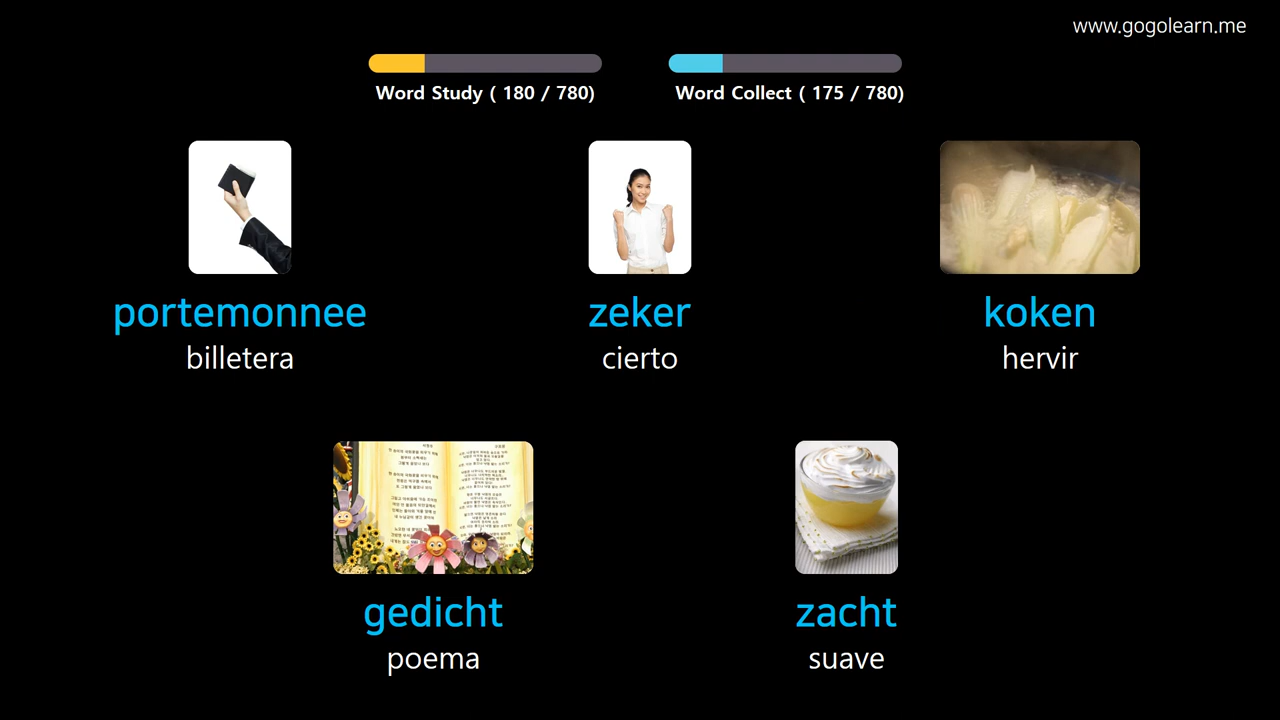 www.gogolearn.me
Word Study ( 180 / 780)
Word Collect ( 175 / 780)
portemonnee
billetera
zeker
cierto
koken
hervir
gedicht
poema
zacht
suave